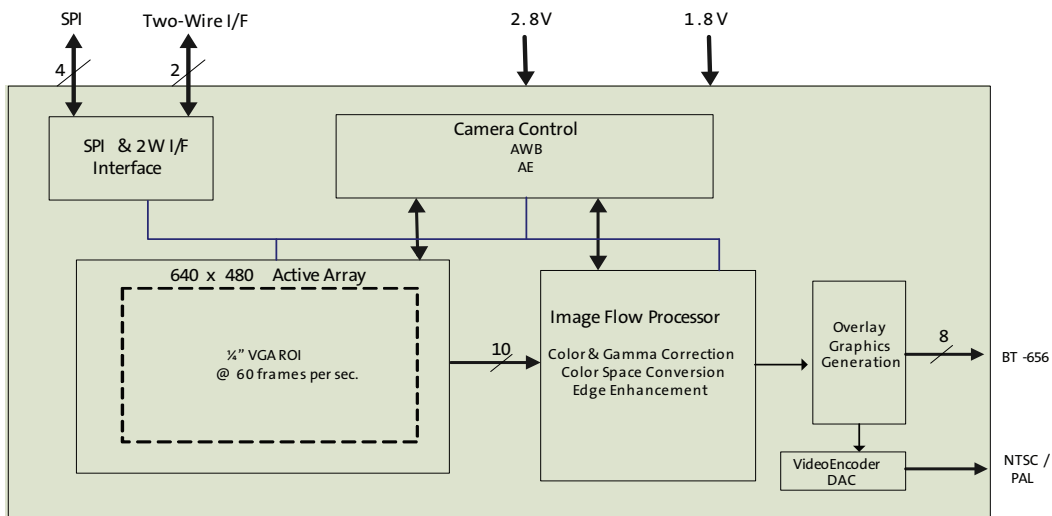 SPI
Two-Wire I/F
2.8V
1.8V
4
2
SPI & 2W I/F
Interface
Camera Control
AWB
AE
640 x 480 Active Array
¼” VGA ROI
@ 60 frames per sec.
10
Image Flow Processor
Color & Gamma Correction
Color Space Conversion
Edge Enhancement
Overlay
Graphics
Generation
8
BT -656
VideoEncoder
DAC
NTSC /
PAL